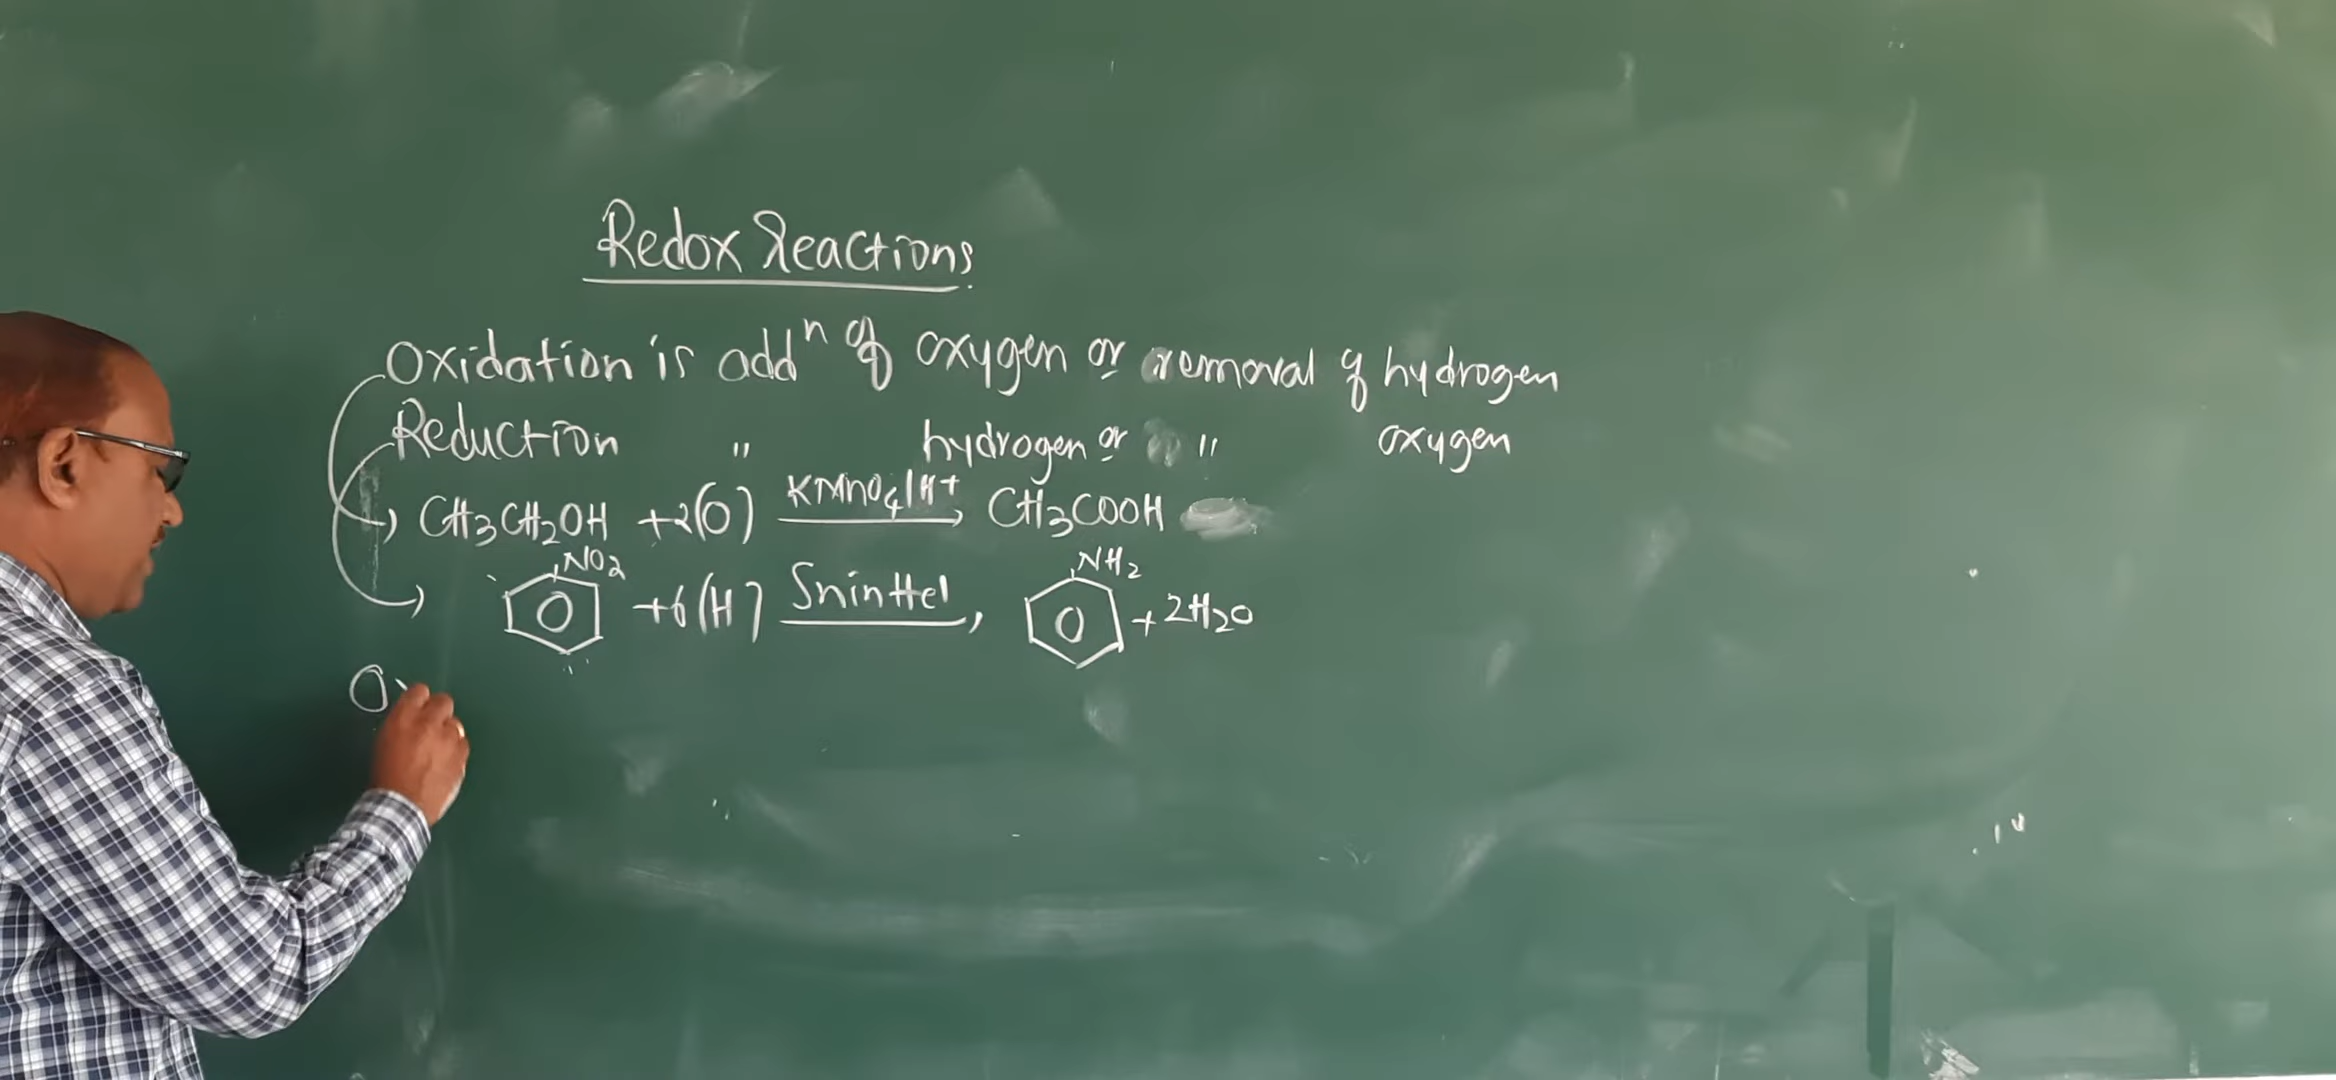 Redox Reactions
Oxidation is addⁿ of oxygen or removal of hydrogen
Reduction " hydrogen or " oxygen
CH₃CH₂OH +2(O) KMnO₄/H⁺ → CH₃COOH
NO₂ +6(H) Sn in HCl → NH₂ + 2H₂O
Ox